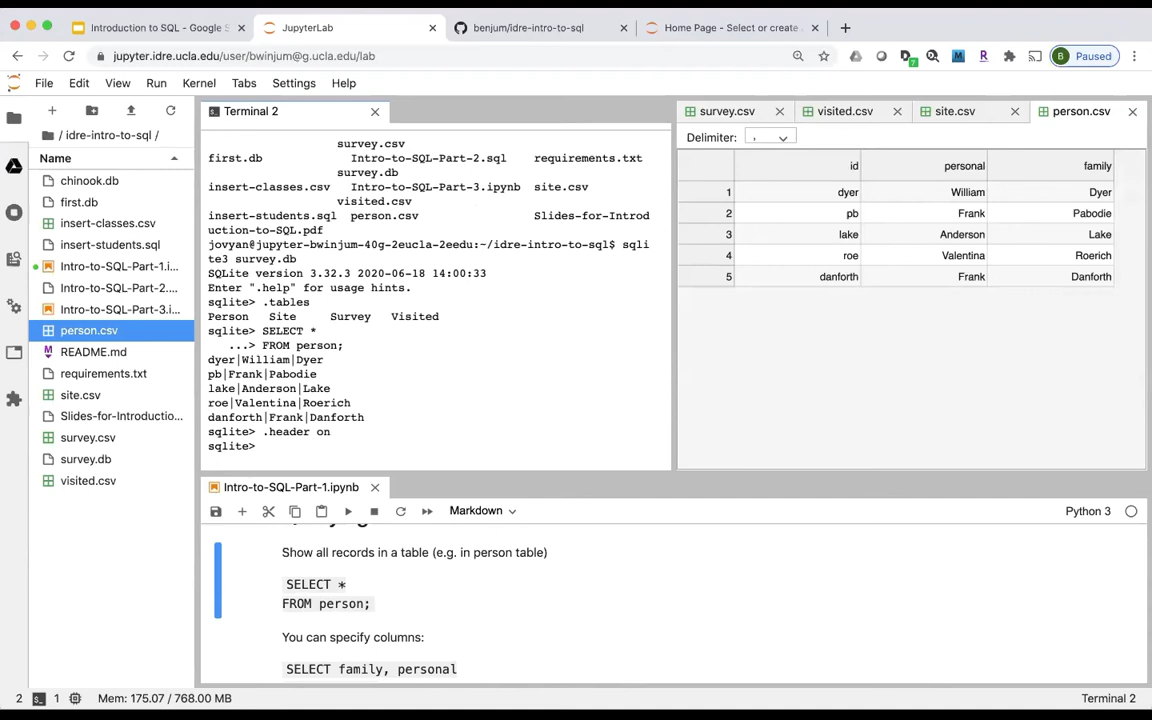 Introduction to SQL - Google S
JupyterLab
benjum/idre-intro-to-sql
Home Page - Select or create
jupyter.idre.ucla.edu/user/bwinjum@g.ucla.edu/lab
7
M
R
B
Paused
File
Edit
View
Run
Kernel
Tabs
Settings
Help
/ idre-intro-to-sql /
Name
chinook.db
first.db
insert-classes.csv
insert-students.sql
Intro-to-SQL-Part-1.i...
Intro-to-SQL-Part-2....
Intro-to-SQL-Part-3.i...
person.csv
README.md
requirements.txt
site.csv
Slides-for-Introductio...
survey.csv
survey.db
visited.csv
Terminal 2
survey.csv
first.db Intro-to-SQL-Part-2.sql requirements.txt
survey.db
insert-classes.csv Intro-to-SQL-Part-3.ipynb site.csv
visited.csv
insert-students.sql person.csv Slides-for-Introd
uction-to-SQL.pdf
jovyan@jupyter-bwinjum-40g-2eucla-2eedu:~/idre-intro-to-sql$ sqli
te3 survey.db
SQLite version 3.32.3 2020-06-18 14:00:33
Enter ".help" for usage hints.
sqlite> .tables
Person Site Survey Visited
sqlite> SELECT *
...> FROM person;
dyer|William|Dyer
pb|Frank|Pabodie
lake|Anderson|Lake
roe|Valentina|Roerich
danforth|Frank|Danforth
sqlite> .header on
sqlite>
survey.csv
visited.csv
site.csv
person.csv
Delimiter: ,
id personal family
1 dyer William Dyer
2 pb Frank Pabodie
3 lake Anderson Lake
4 roe Valentina Roerich
5 danforth Frank Danforth
Intro-to-SQL-Part-1.ipynb
Markdown
Python 3
Show all records in a table (e.g. in person table)
SELECT *
FROM person;
You can specify columns:
SELECT family, personal
2
1
Mem: 175.07 / 768.00 MB
Terminal 2